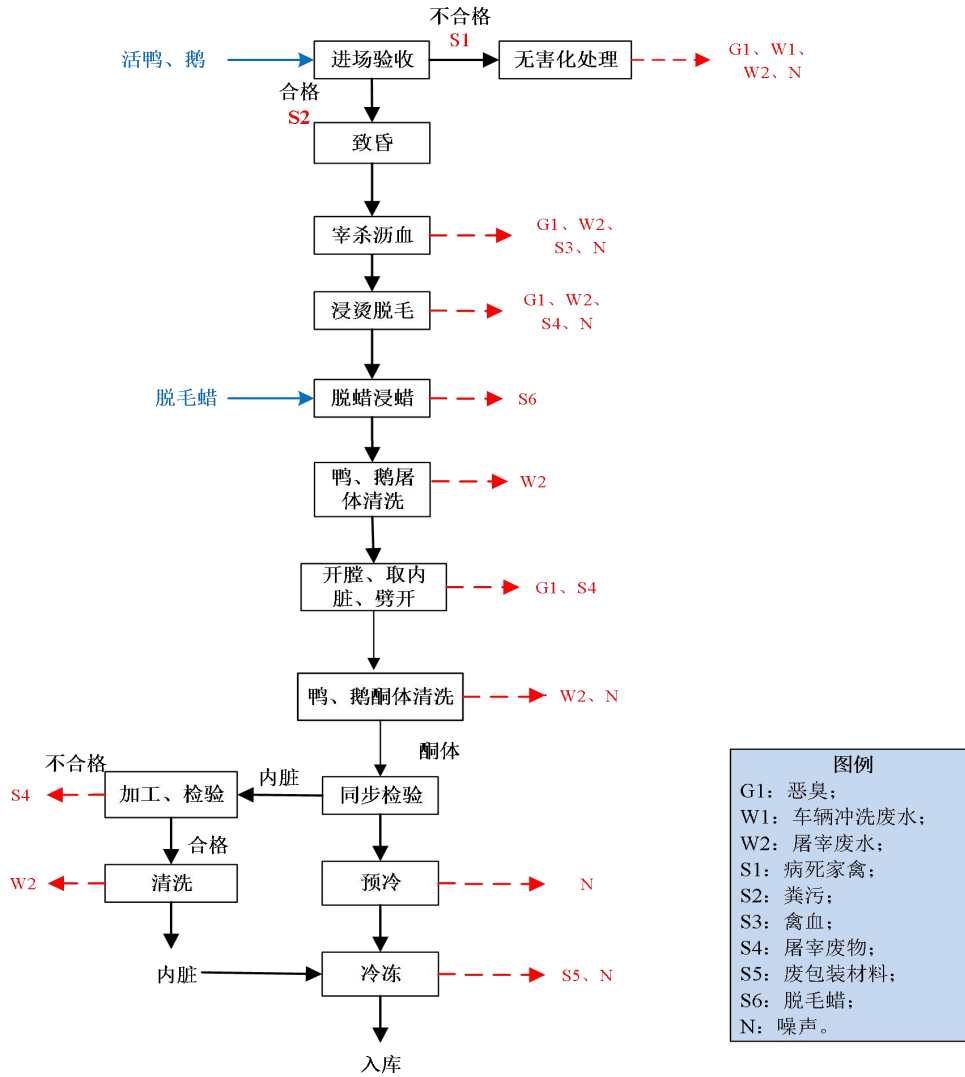 不合格
S1
活鸭、鹅
进场验收
无害化处理
G1、W1、
W2、N
合格
S2
致昏
宰杀沥血
G1、W2、
S3、N
浸烫脱毛
G1、W2、
S4、N
脱毛蜡
脱蜡浸蜡
S6
鸭、鹅屠
体清洗
W2
开膛、取内
脏、劈开
G1、S4
鸭、鹅酮体清洗
W2、N
酮体
不合格
S4
加工、检验
内脏
同步检验
合格
W2
清洗
预冷
N
内脏
冷冻
S5、N
入库
图例
G1：恶臭；
W1：车辆冲洗废水；
W2：屠宰废水；
S1：病死家禽；
S2：粪污；
S3：禽血；
S4：屠宰废物；
S5：废包装材料；
S6：脱毛蜡；
N：噪声。